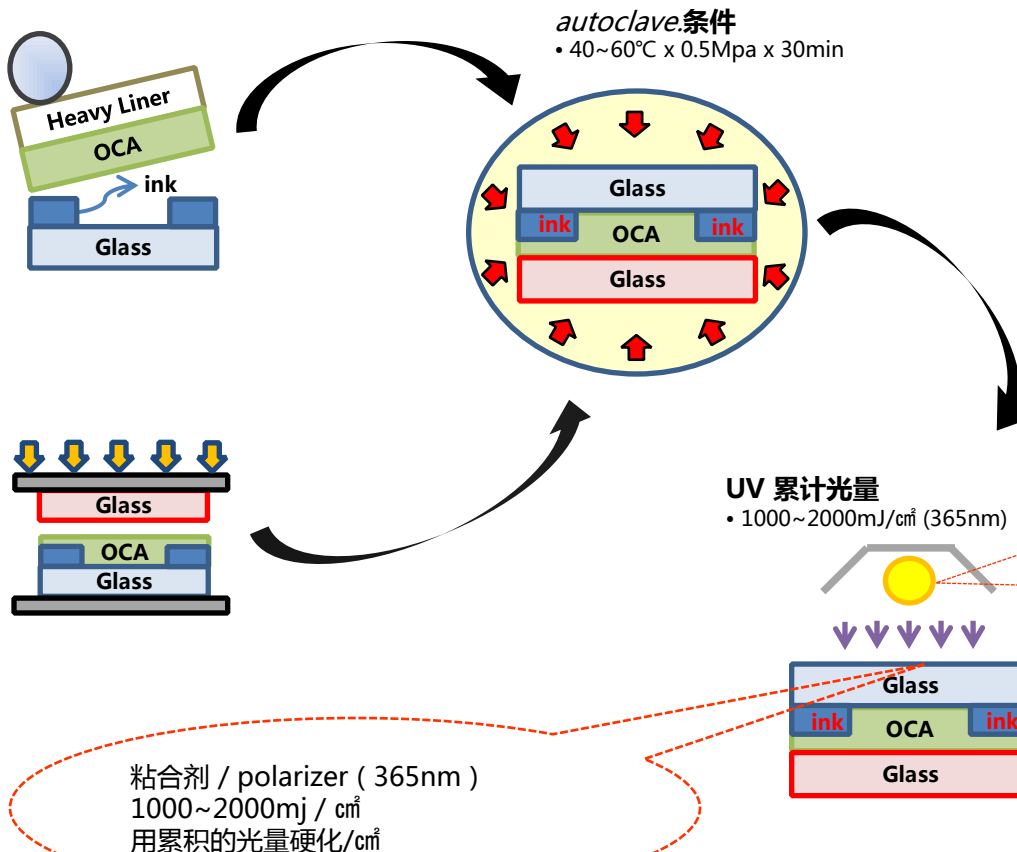 autoclave.条件
• 40~60℃ x 0.5Mpa x 30min
Heavy Liner
OCA
ink
Glass
Glass
ink
OCA
ink
Glass
Glass
OCA
Glass
UV 累计光量
• 1000~2000mJ/㎠ (365nm)
Glass
ink
OCA
ink
Glass
粘合剂 / polarizer ( 365nm )
1000~2000mj / ㎠
用累积的光量硬化/㎠